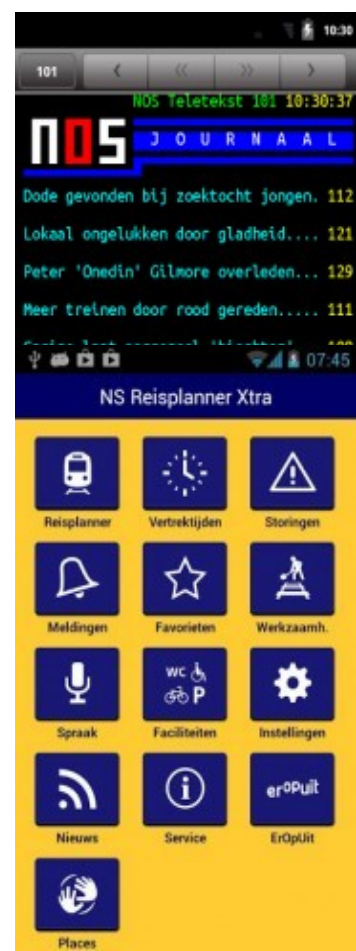 10:30
101
NOS Teletekst 101 10:30:37
NOS
JOURNAAL
Dode gevonden bij zoektocht jongen. 112
Lokaal ongelukken door gladheid.... 121
Peter 'Onedin' Gilmore overleden... 129
Meer treinen door rood gereden..... 111
07:45
NS Reisplanner Xtra
Reisplanner Vertrektijden Storingen
Meldingen Favorieten Werkzaamh.
WC
P
Spraak Faciliteiten Instellingen
eropuit
Nieuws Service ErOpUit
Places